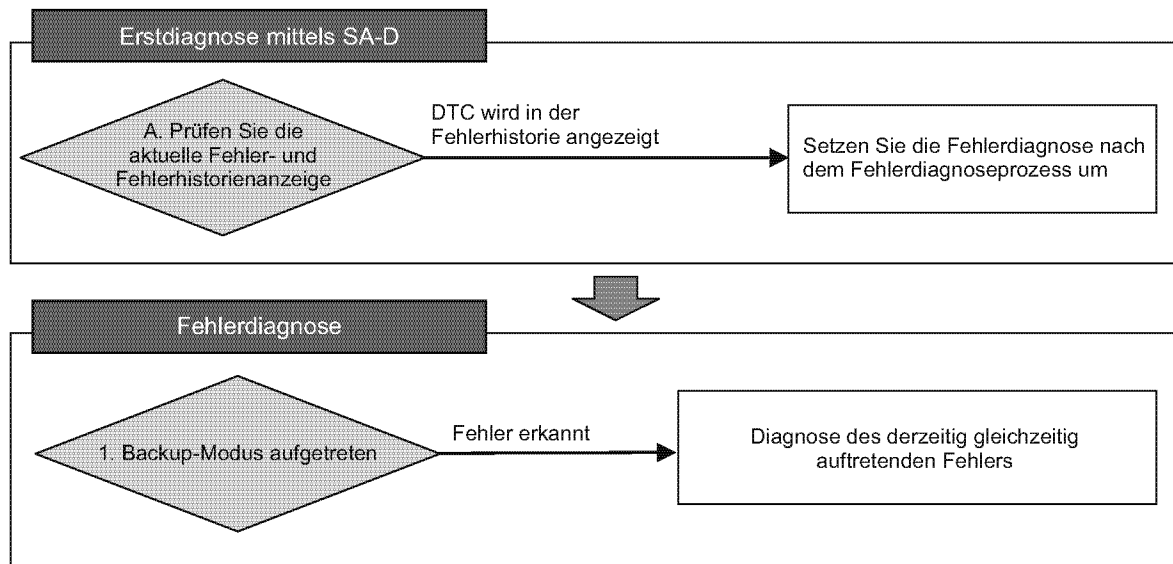 Erstdiagnose mittels SA-D
A. Prüfen Sie die
aktuelle Fehler- und
Fehlerhistorienanzeige
DTC wird in der
Fehlerhistorie angezeigt
Setzen Sie die Fehlerdiagnose nach
dem Fehlerdiagnoseprozess um
Fehlerdiagnose
1. Backup-Modus aufgetreten
Fehler erkannt
Diagnose des derzeitig gleichzeitig
auftretenden Fehlers